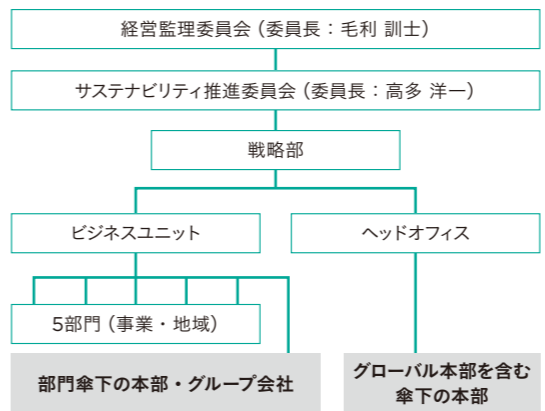 経営監理委員会（委員長：毛利 訓士）
サステナビリティ推進委員会（委員長：高多 洋一）
戦略部
ビジネスユニット
ヘッドオフィス
5部門（事業・地域）
部門傘下の本部・グループ会社
グローバル本部を含む
傘下の本部